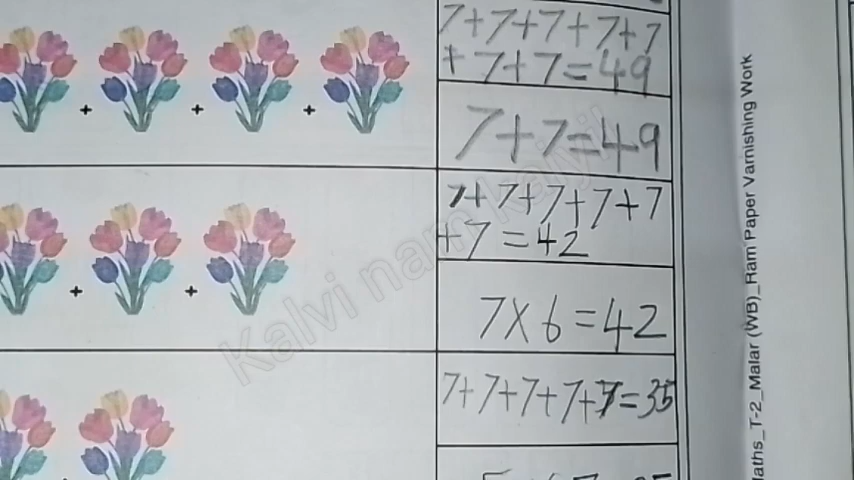 7+7+7+7+7
+7+7=49
+ + +
7+7=49
7+7+7+7+7
+7=42
+ +
7X6=42
7+7+7+7+7=35
Kalvi nam kaiyil
Maths_T-2_Malar (WB)_Ram Paper Varnishing Work